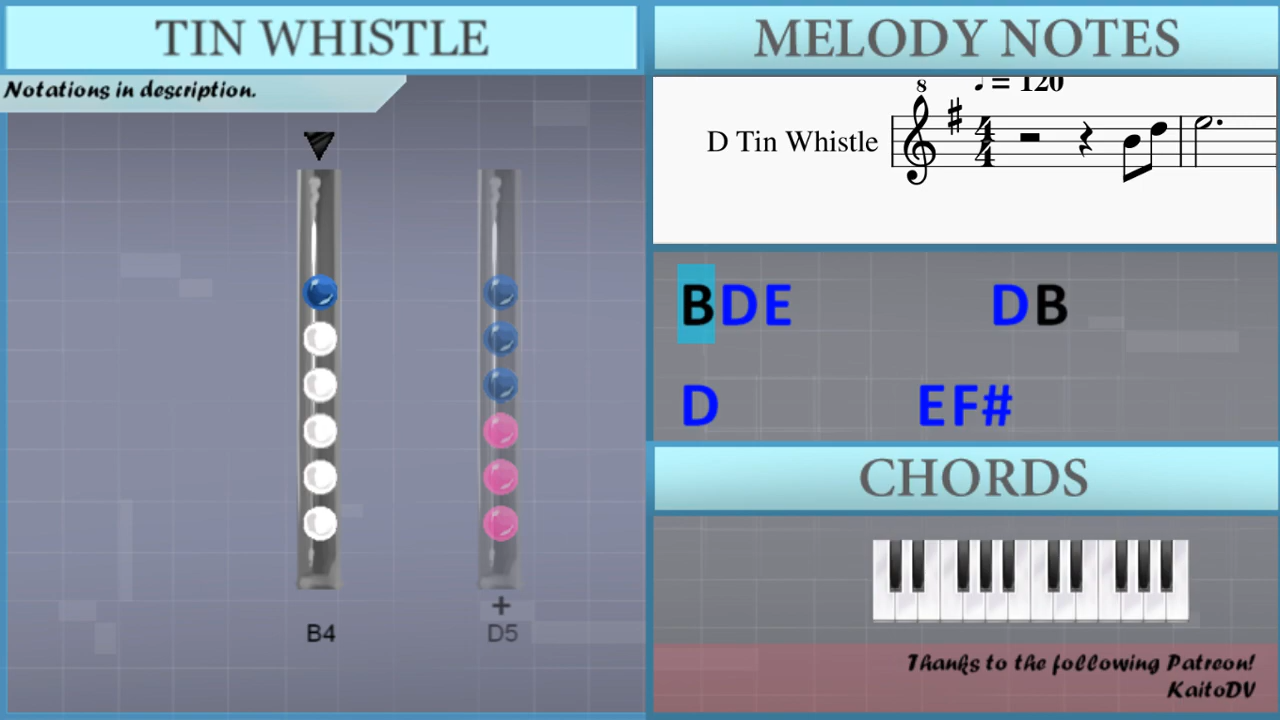 TIN WHISTLE
Notations in description.
B4
+
D5
MELODY NOTES
8
♩ = 120
D Tin Whistle
4
4
BDE DB
D EF#
CHORDS
Thanks to the following Patreon!
KaitoDV